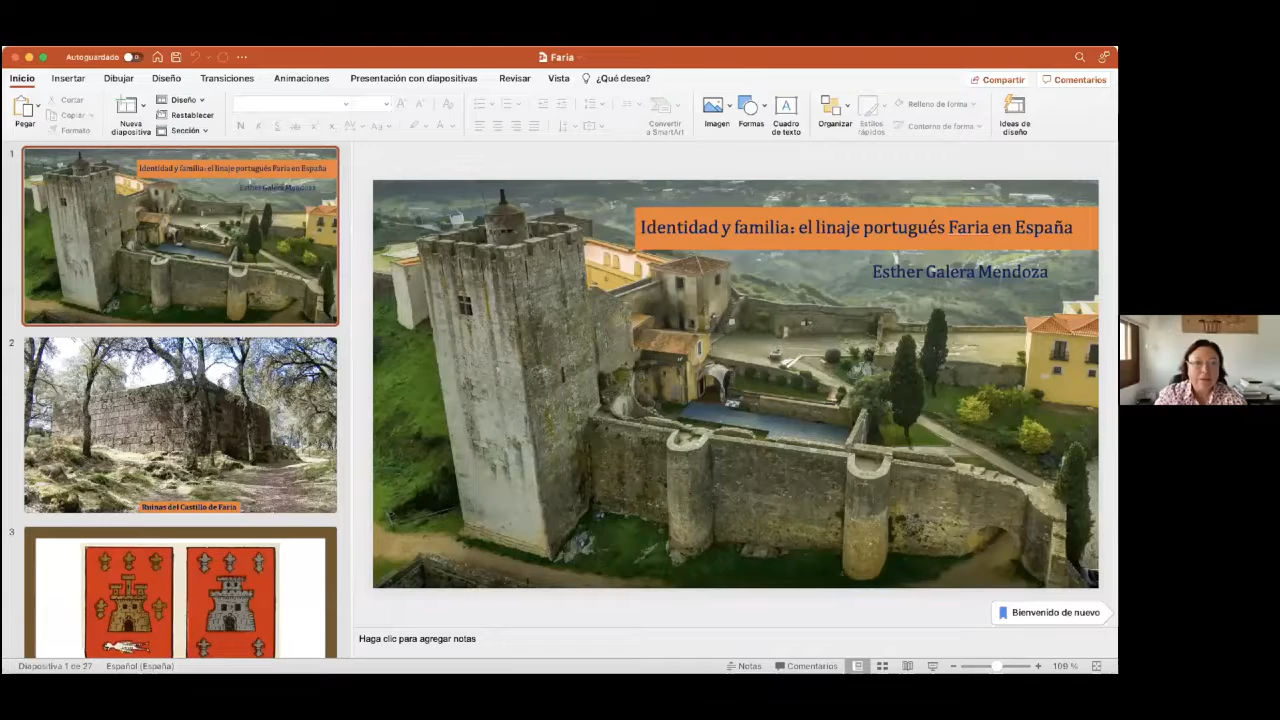 Autoguardado
Faria
Inicio
Insertar
Dibujar
Diseño
Transiciones
Animaciones
Presentación con diapositivas
Revisar
Vista
¿Qué desea?
Compartir
Comentarios
Pegar
Cortar
Copiar
Formato
Nueva
diapositiva
Diseño
Restablecer
Sección
Convertir
a SmartArt
Imagen
Formas
Cuadro
de texto
Organizar
Estilos
rápidos
Relleno de forma
Contorno de forma
Ideas de
diseño
1
Identidad y familia: el linaje portugués Faria en España
Esther Galera Mendoza
2
Ruinas del Castillo de Faria
3
Identidad y familia: el linaje portugués Faria en España
Esther Galera Mendoza
Bienvenido de nuevo
Haga clic para agregar notas
Diapositiva 1 de 27
Español (España)
Notas
Comentarios
109 %